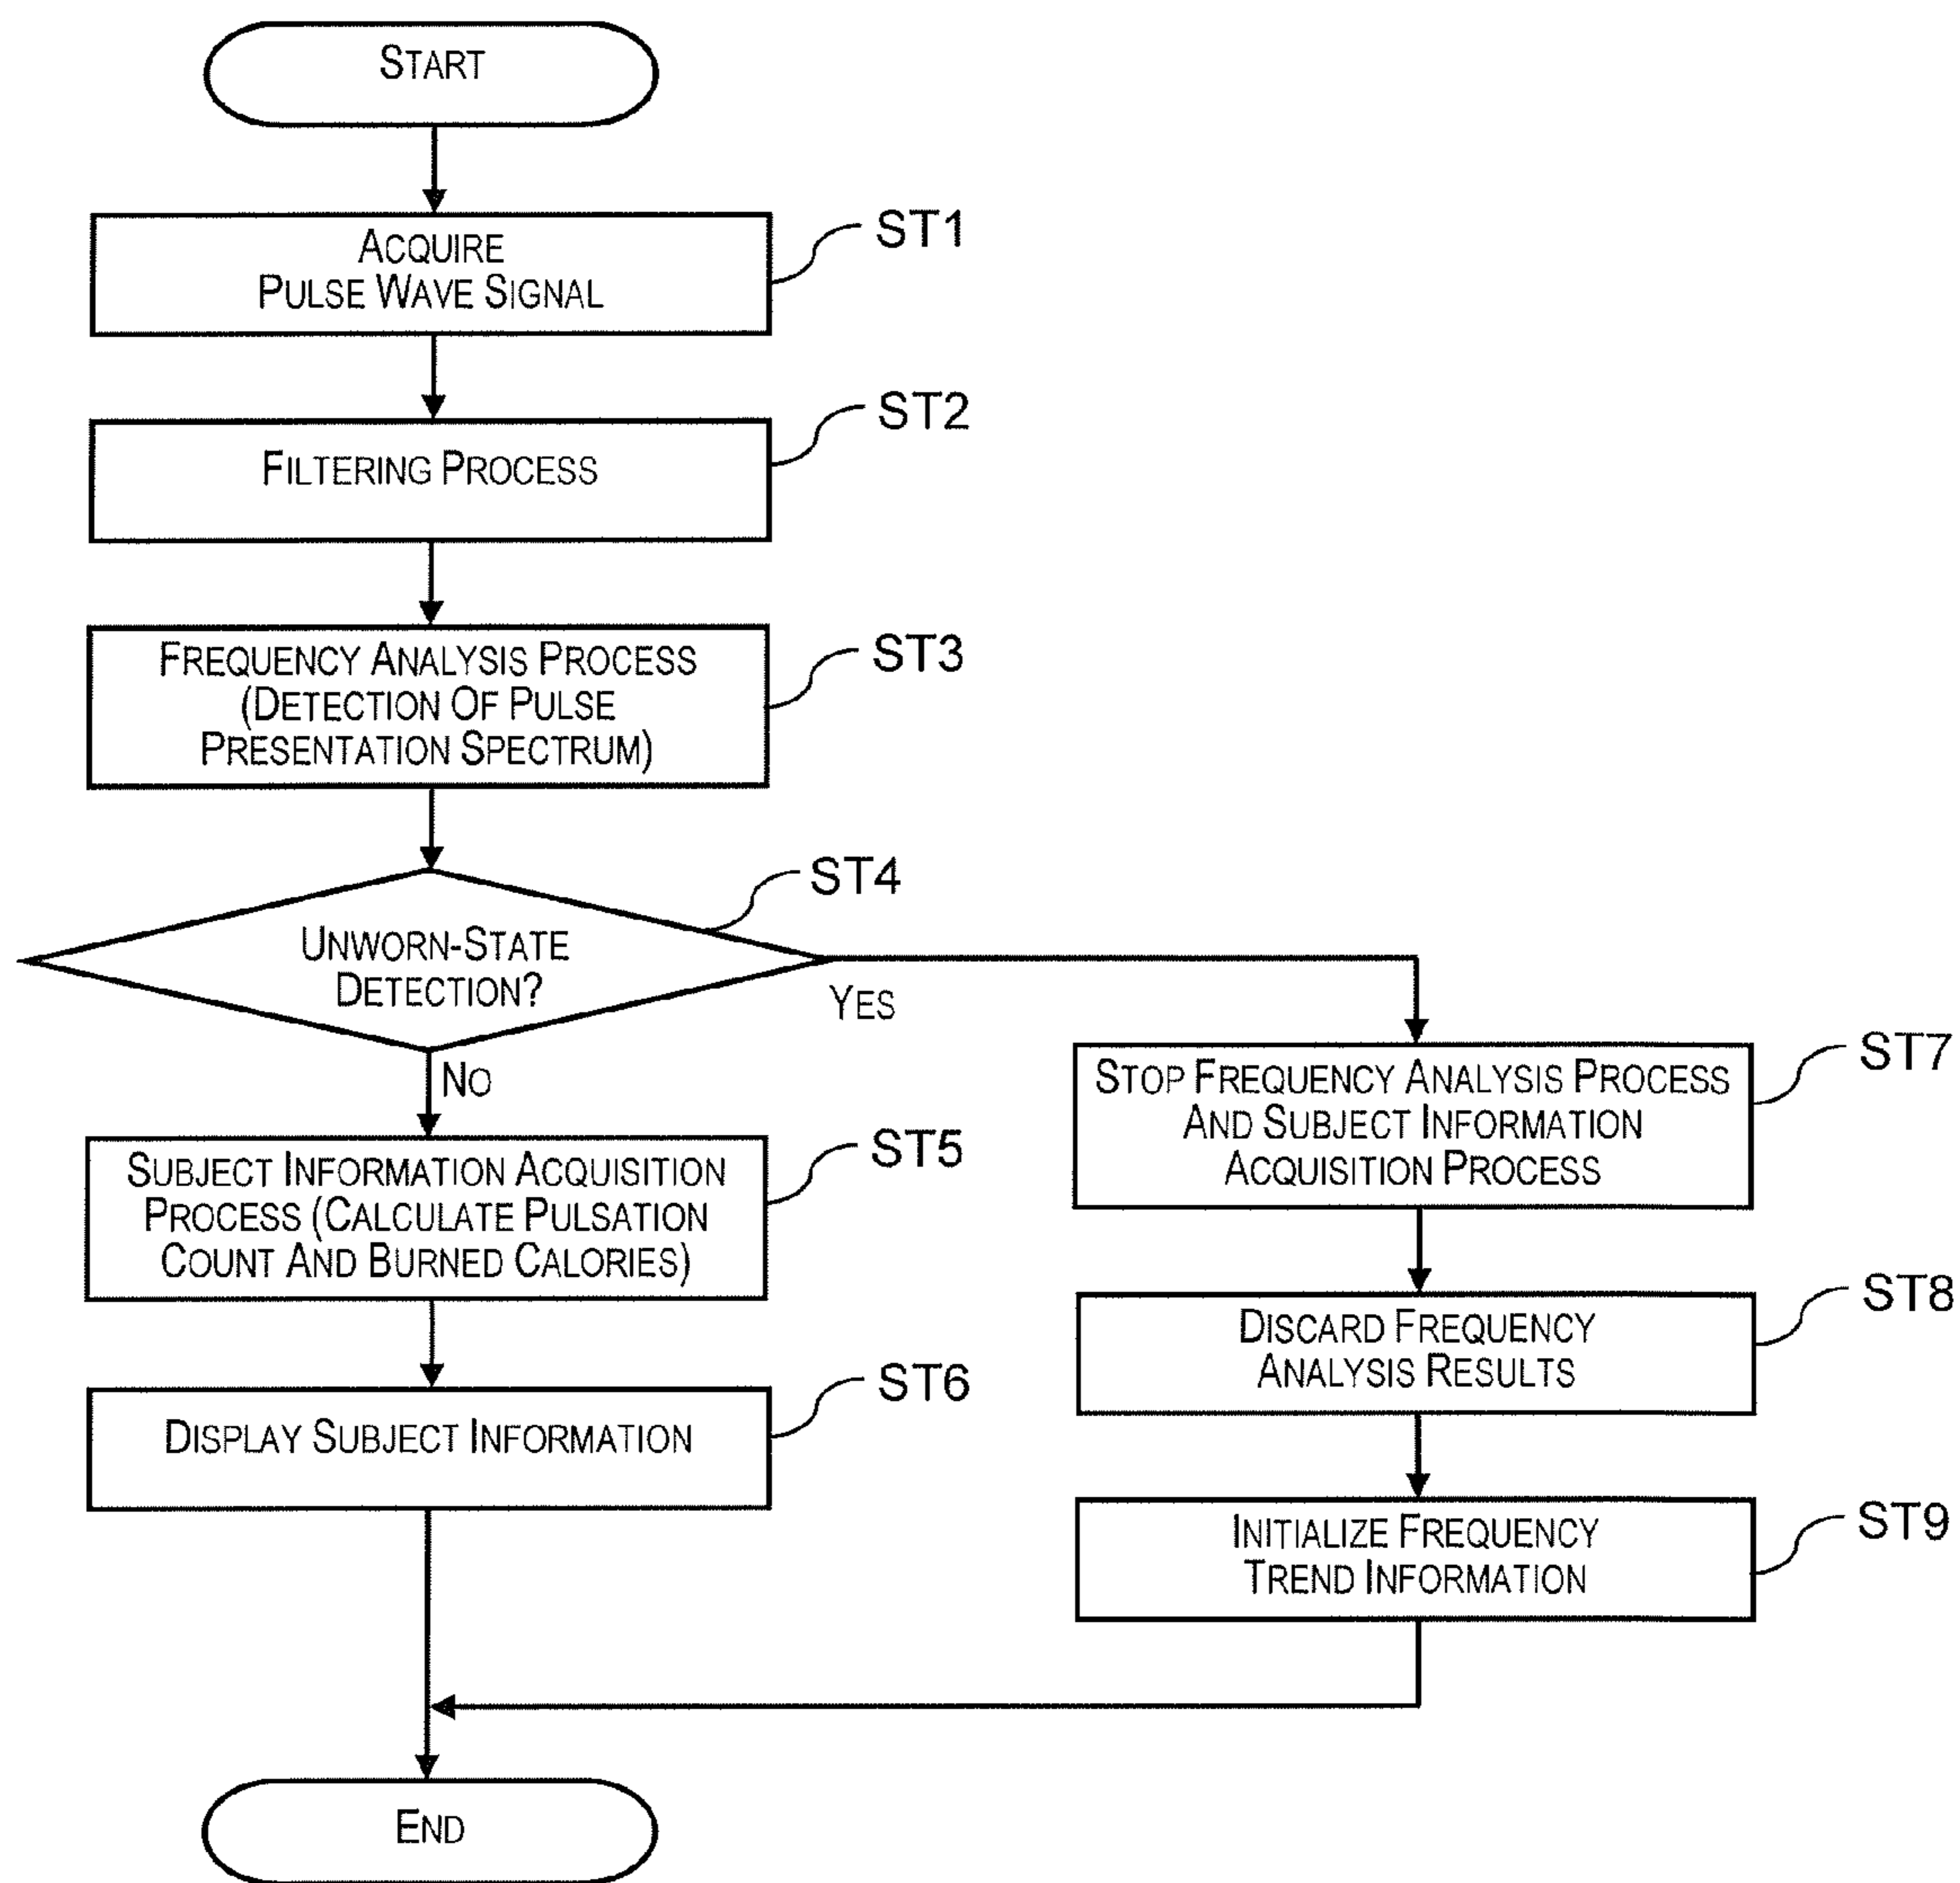 START
ACQUIRE
PULSE WAVE SIGNAL
ST1
FILTERING PROCESS
ST2
FREQUENCY ANALYSIS PROCESS
(DETECTION OF PULSE
PRESENTATION SPECTRUM)
ST3
UNWORN-STATE
DETECTION?
ST4
YES
NO
SUBJECT INFORMATION ACQUISITION
PROCESS (CALCULATE PULSATION
COUNT AND BURNED CALORIES)
ST5
DISPLAY SUBJECT INFORMATION
ST6
STOP FREQUENCY ANALYSIS PROCESS
AND SUBJECT INFORMATION
ACQUISITION PROCESS
ST7
DISCARD FREQUENCY
ANALYSIS RESULTS
ST8
INITIALIZE FREQUENCY
TREND INFORMATION
ST9
END